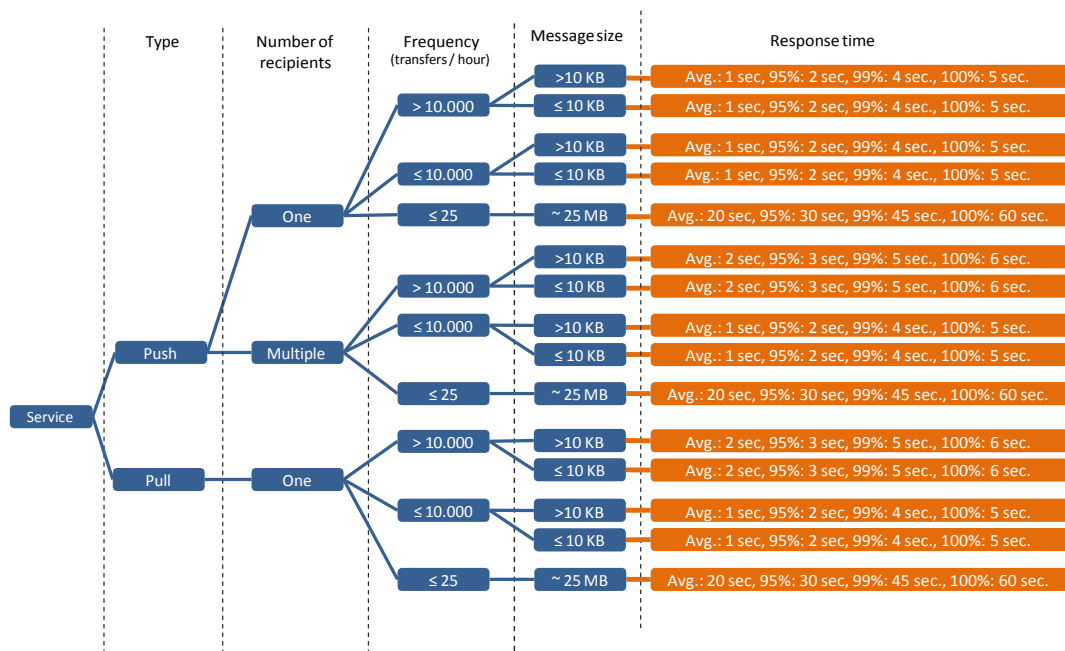 Type
Number of
recipients
Frequency
(transfers / hour)
Message size
Response time
>10 KB
Avg.: 1 sec, 95%: 2 sec, 99%: 4 sec., 100%: 5 sec.
> 10.000
≤ 10 KB
Avg.: 1 sec, 95%: 2 sec, 99%: 4 sec., 100%: 5 sec.
>10 KB
Avg.: 1 sec, 95%: 2 sec, 99%: 4 sec., 100%: 5 sec.
≤ 10.000
≤ 10 KB
Avg.: 1 sec, 95%: 2 sec, 99%: 4 sec., 100%: 5 sec.
One
≤ 25
~ 25 MB
Avg.: 20 sec, 95%: 30 sec, 99%: 45 sec., 100%: 60 sec.
>10 KB
Avg.: 2 sec, 95%: 3 sec, 99%: 5 sec., 100%: 6 sec.
> 10.000
≤ 10 KB
Avg.: 2 sec, 95%: 3 sec, 99%: 5 sec., 100%: 6 sec.
≤ 10.000
>10 KB
Avg.: 1 sec, 95%: 2 sec, 99%: 4 sec., 100%: 5 sec.
Push
Multiple
≤ 10 KB
Avg.: 1 sec, 95%: 2 sec, 99%: 4 sec., 100%: 5 sec.
≤ 25
~ 25 MB
Avg.: 20 sec, 95%: 30 sec, 99%: 45 sec., 100%: 60 sec.
Service
> 10.000
>10 KB
Avg.: 2 sec, 95%: 3 sec, 99%: 5 sec., 100%: 6 sec.
≤ 10 KB
Avg.: 2 sec, 95%: 3 sec, 99%: 5 sec., 100%: 6 sec.
Pull
One
≤ 10.000
>10 KB
Avg.: 1 sec, 95%: 2 sec, 99%: 4 sec., 100%: 5 sec.
≤ 10 KB
Avg.: 1 sec, 95%: 2 sec, 99%: 4 sec., 100%: 5 sec.
≤ 25
~ 25 MB
Avg.: 20 sec, 95%: 30 sec, 99%: 45 sec., 100%: 60 sec.